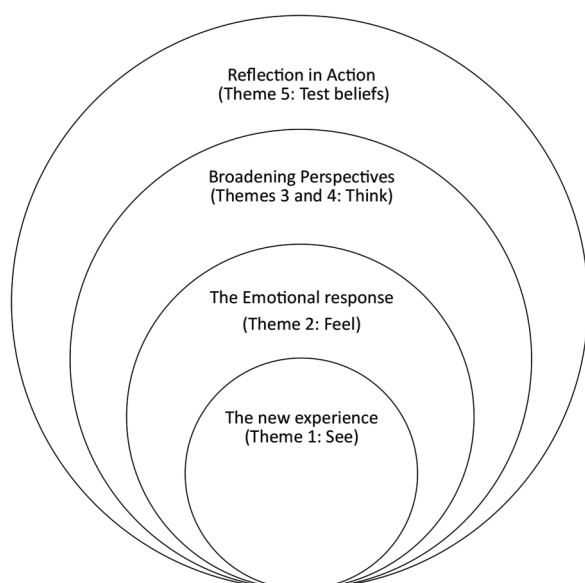 Reflection in Action
(Theme 5: Test beliefs)
Broadening Perspectives
(Themes 3 and 4: Think)
The Emotional response
(Theme 2: Feel)
The new experience
(Theme 1: See)